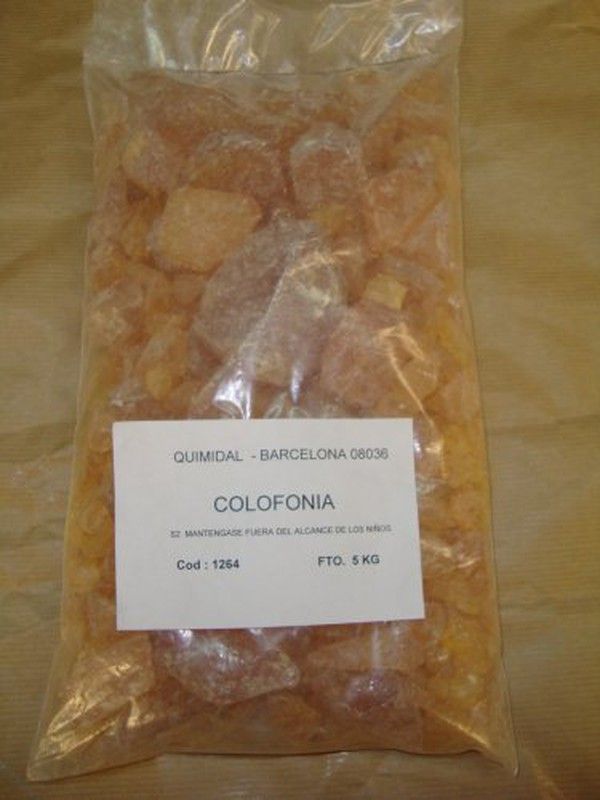 QUIMIDAL - BARCELONA 08036
COLOFONIA
S2 MANTENGASE FUERA DEL ALCANCE DE LOS NIÑOS
Cod : 1264 FTO. 5 KG